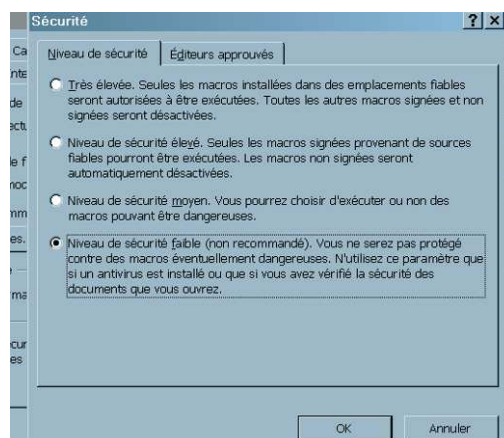 Sécurité
? ×
Niveau de sécurité
Éditeurs approuvés
Très élevée. Seules les macros installées dans des emplacements fiables
seront autorisées à être exécutées. Toutes les autres macros signées et non
signées seront désactivées.
Niveau de sécurité élevé. Seules les macros signées provenant de sources
fiables pourront être exécutées. Les macros non signées seront
automatiquement désactivées.
Niveau de sécurité moyen. Vous pourrez choisir d'exécuter ou non des
macros pouvant être dangereuses.
Niveau de sécurité faible (non recommandé). Vous ne serez pas protégé
contre des macros éventuellement dangereuses. N'utilisez ce paramètre que
si un antivirus est installé ou que si vous avez vérifié la sécurité des
documents que vous ouvrez.
OK
Annuler